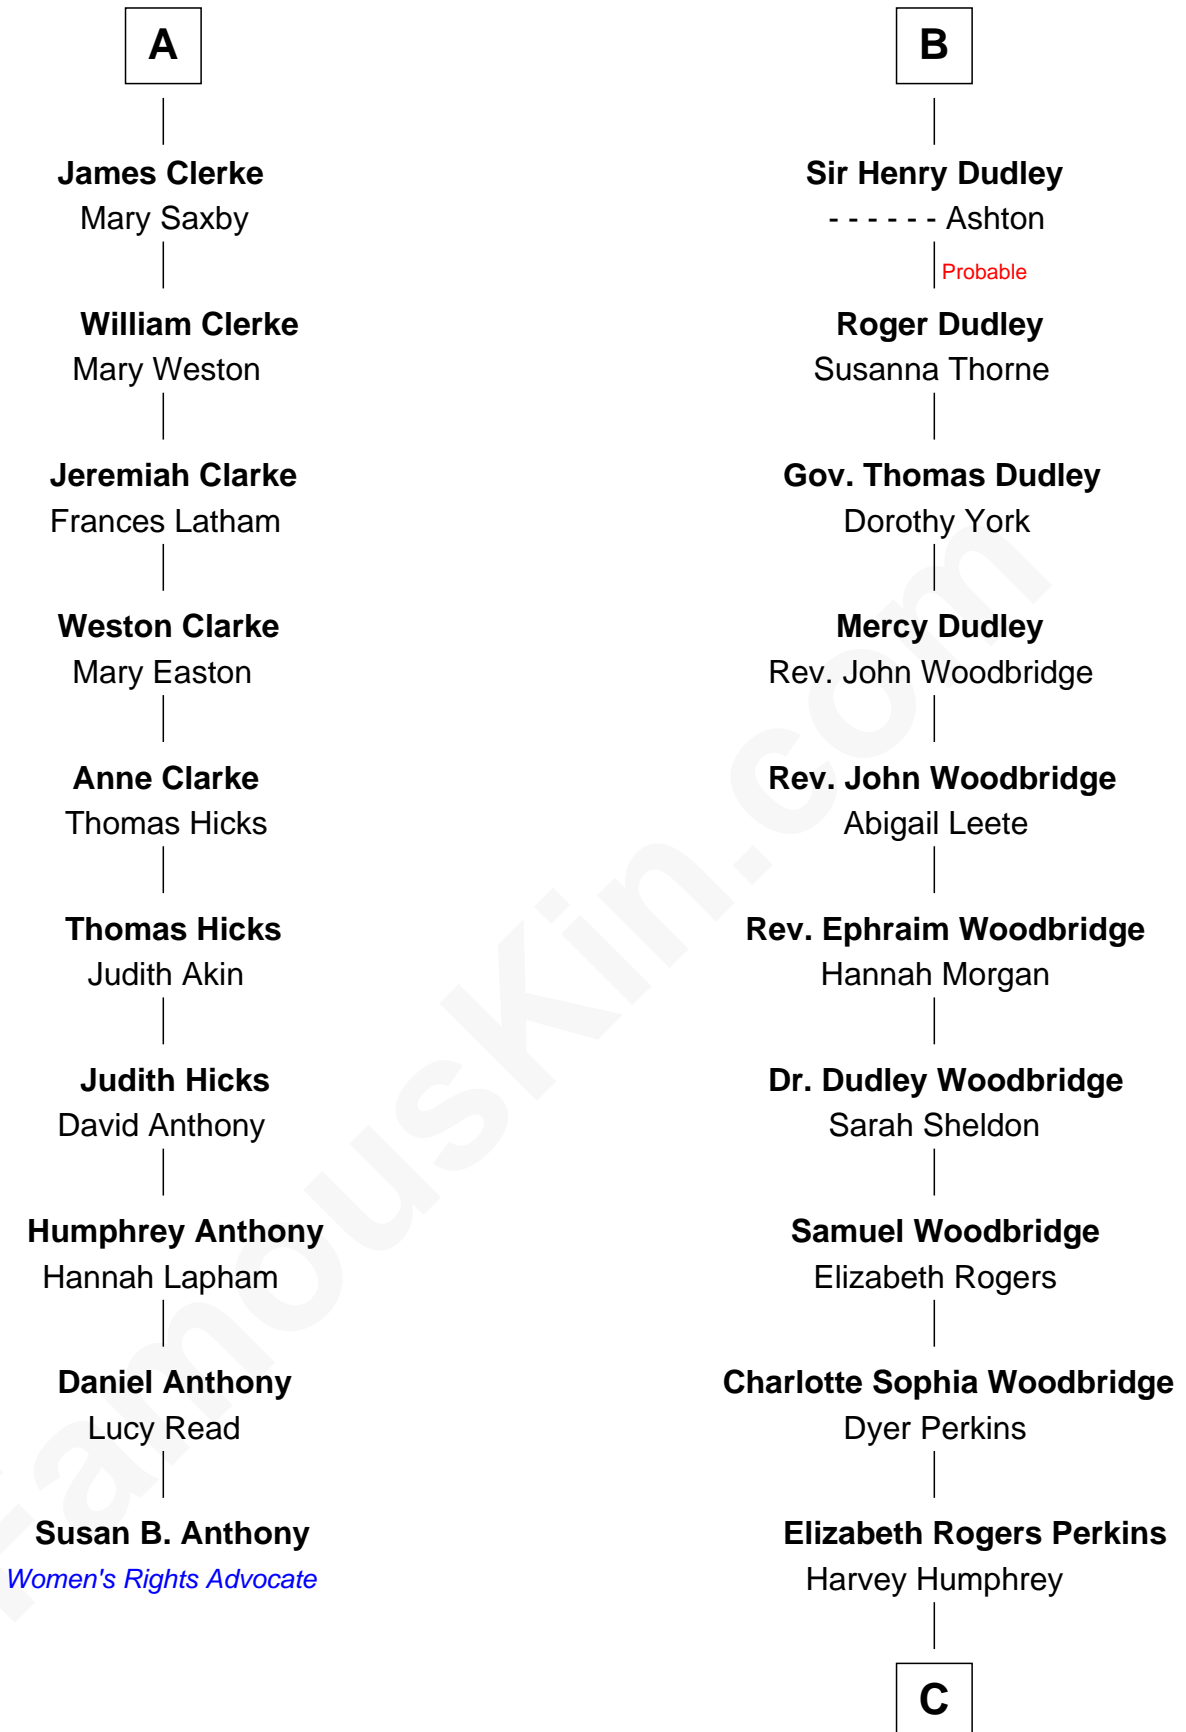 A
James Clerke
Mary Saxby
William Clerke
Mary Weston
Jeremiah Clarke
Frances Latham
Weston Clarke
Mary Easton
Anne Clarke
Thomas Hicks
Thomas Hicks
Judith Akin
Judith Hicks
David Anthony
Humphrey Anthony
Hannah Lapham
Daniel Anthony
Lucy Read
Susan B. Anthony
Women's Rights Advocate
B
Sir Henry Dudley
- - - - - - Ashton
Probable
Roger Dudley
Susanna Thorne
Gov. Thomas Dudley
Dorothy York
Mercy Dudley
Rev. John Woodbridge
Rev. John Woodbridge
Abigail Leete
Rev. Ephraim Woodbridge
Hannah Morgan
Dr. Dudley Woodbridge
Sarah Sheldon
Samuel Woodbridge
Elizabeth Rogers
Charlotte Sophia Woodbridge
Dyer Perkins
Elizabeth Rogers Perkins
Harvey Humphrey
C
FamousKin.com